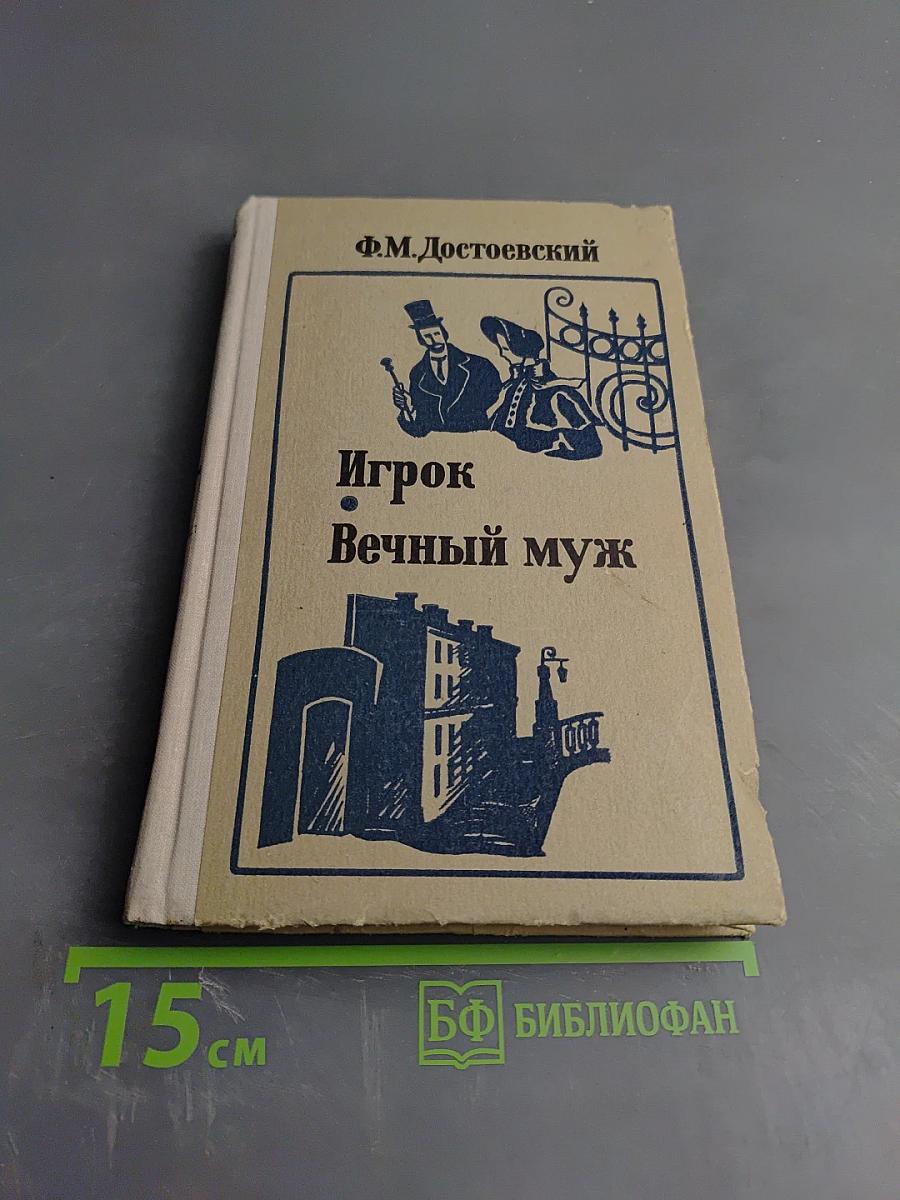 Ф.М.Достоевский
Игрок
Вечный муж
15 см
БФ БИБЛИОФАН